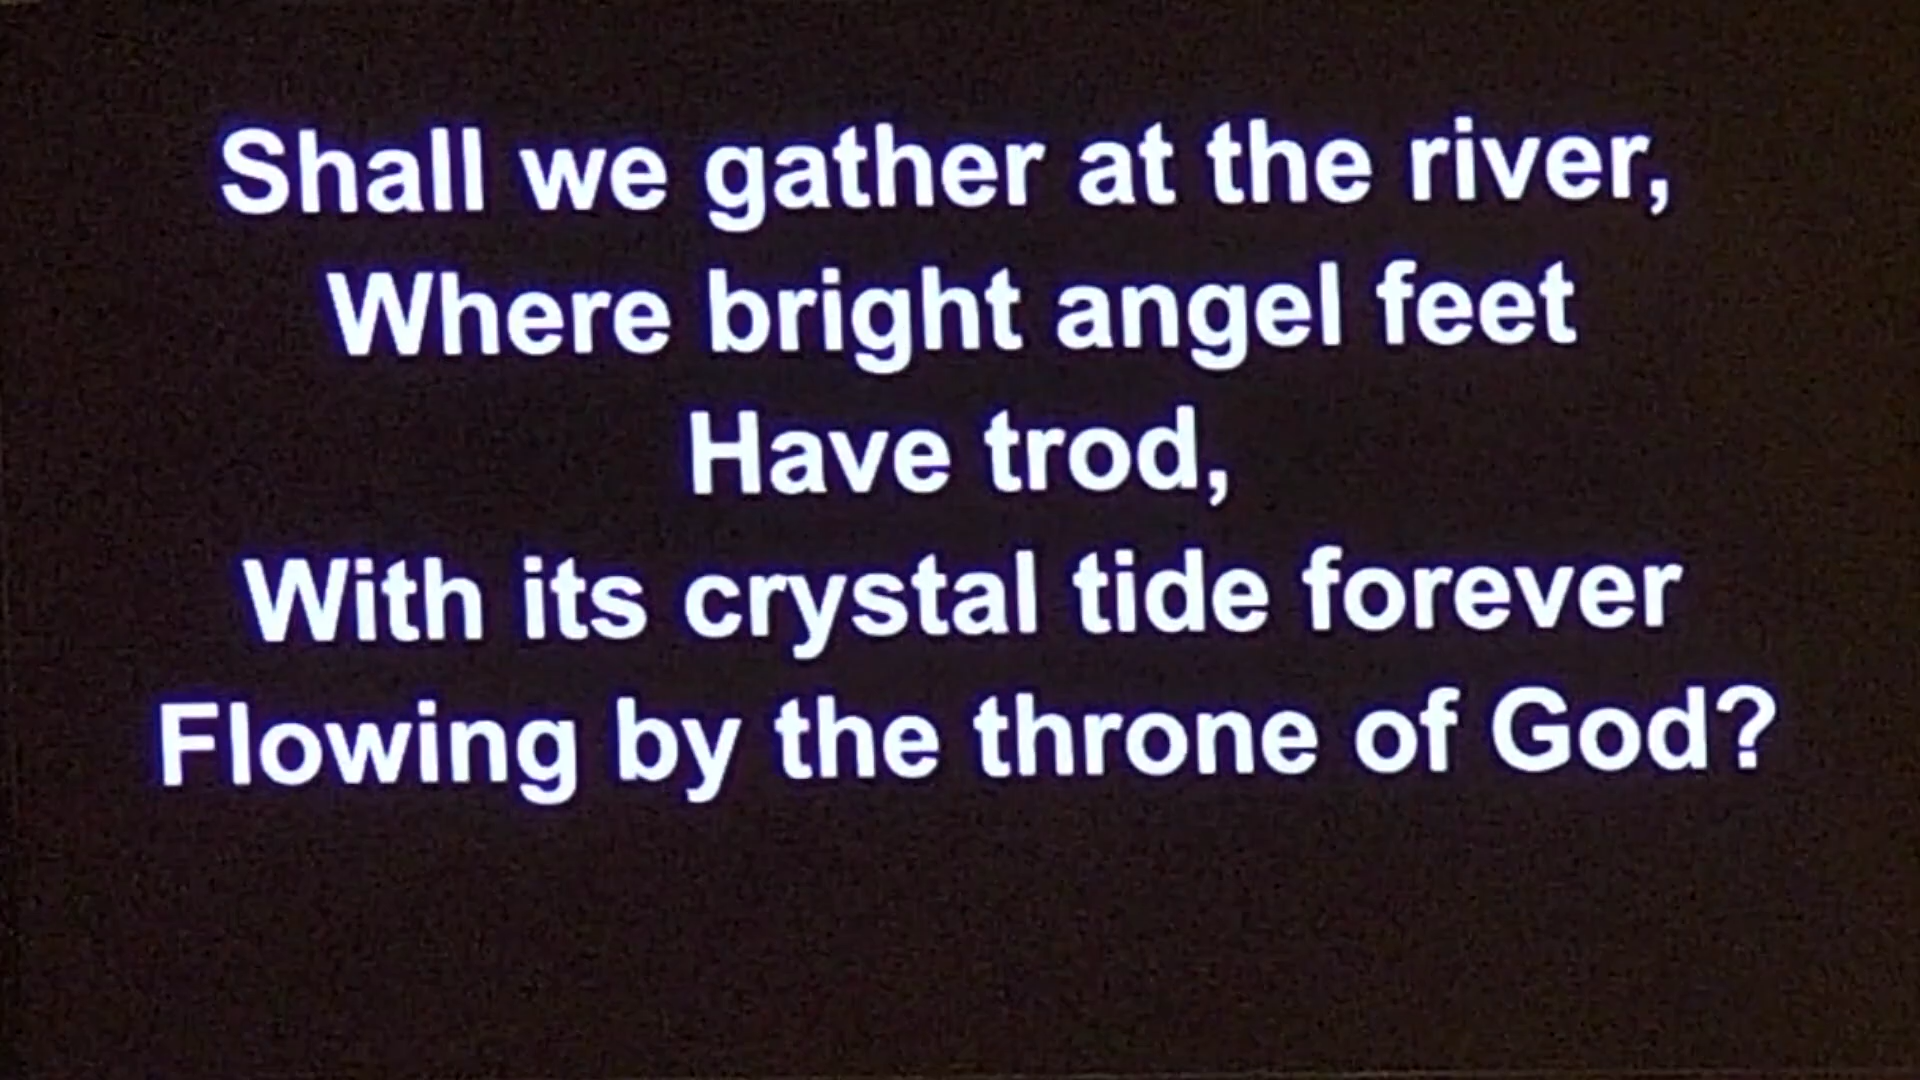 Shall we gather at the river,
Where bright angel feet
Have trod,
With its crystal tide forever
Flowing by the throne of God?